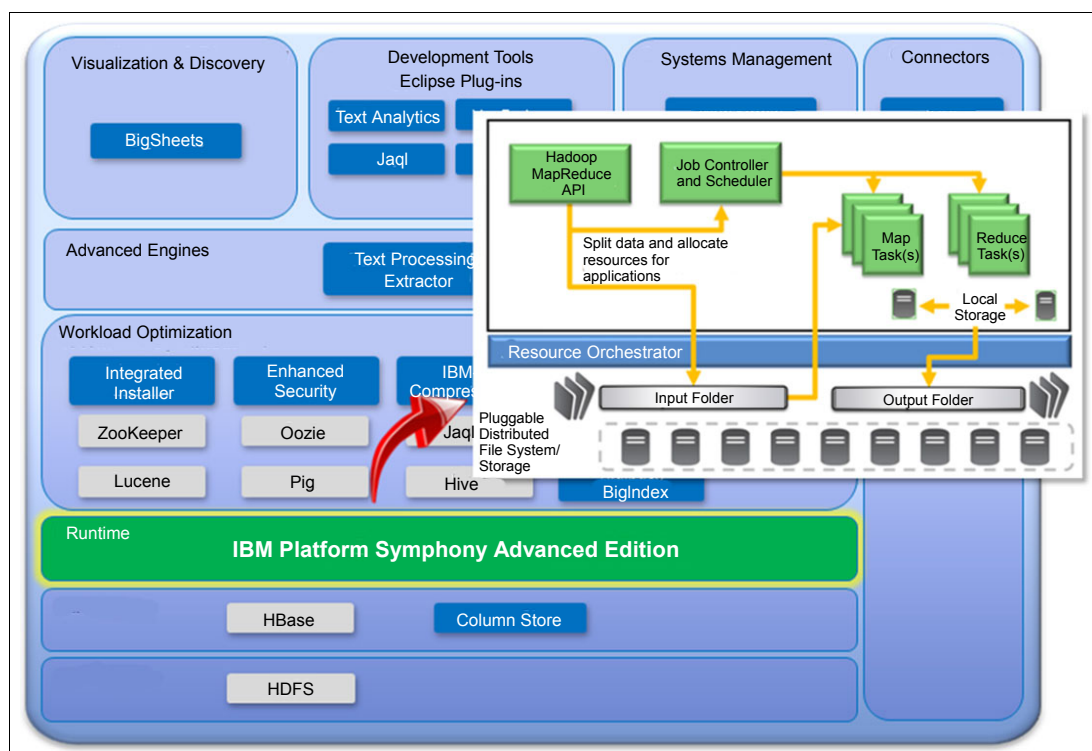 Visualization & Discovery
BigSheets
Development Tools
Eclipse Plug-ins
Text Analytics
Jaql
Systems Management
Connectors
Advanced Engines
Text Processing
Extractor
Workload Optimization
Integrated
Installer
Enhanced
Security
IBM
ZooKeeper
Oozie
Jaql
Lucene
Pig
Hive
BigIndex
Runtime
IBM Platform Symphony Advanced Edition
HBase
Column Store
HDFS
Hadoop
MapReduce
API
Job Controller
and Scheduler
Split data and allocate
resources for
applications
Map
Task(s)
Reduce
Task(s)
Local
Storage
Resource Orchestrator
Input Folder
Output Folder
Pluggable
Distributed
File System/
Storage